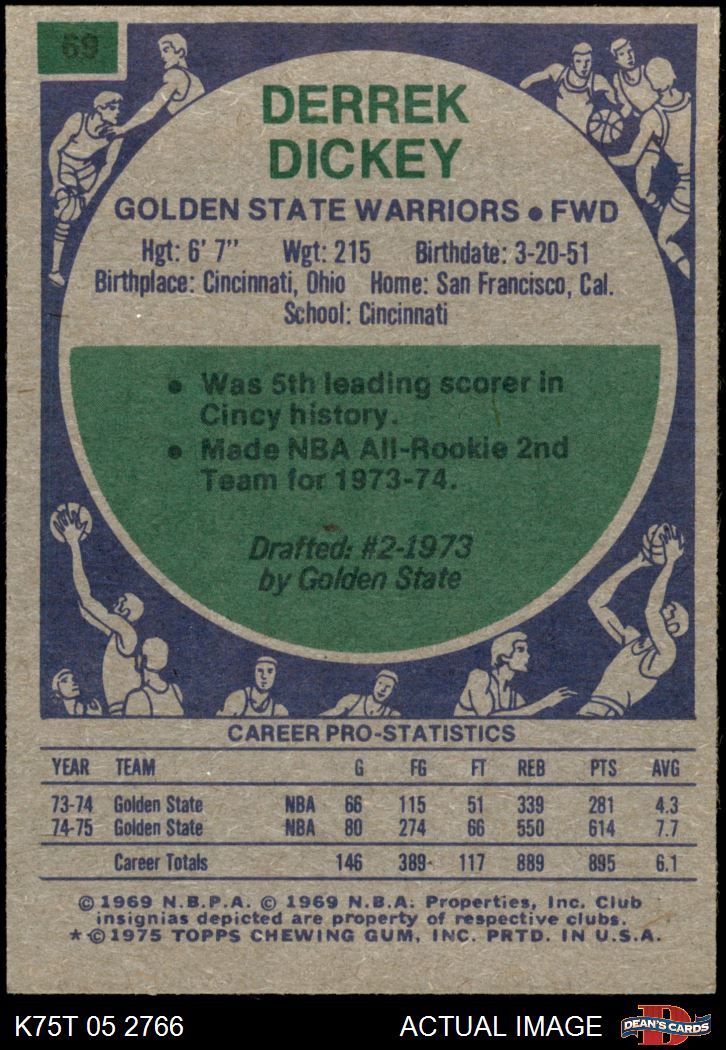 69
DERREK
DICKEY
GOLDEN STATE WARRIORS • FWD
Hgt: 6' 7" Wgt: 215 Birthdate: 3-20-51
Birthplace: Cincinnati, Ohio Home: San Francisco, Cal.
School: Cincinnati
• Was 5th leading scorer in
Cincy history.
• Made NBA All-Rookie 2nd
Team for 1973-74.
Drafted: #2-1973
by Golden State
CAREER PRO-STATISTICS
YEAR TEAM G FG FT REB PTS AVG
73-74 Golden State NBA 66 115 51 339 281 4.3
74-75 Golden State NBA 80 274 66 550 614 7.7
Career Totals 146 389 117 889 895 6.1
© 1969 N.B.P.A. © 1969 N.B.A. Properties, Inc. Club
insignias depicted are property of respective clubs.
* © 1975 TOPPS CHEWING GUM, INC. PRTD. IN U.S.A.
K75T 05 2766 ACTUAL IMAGE D DEAN'S CARDS